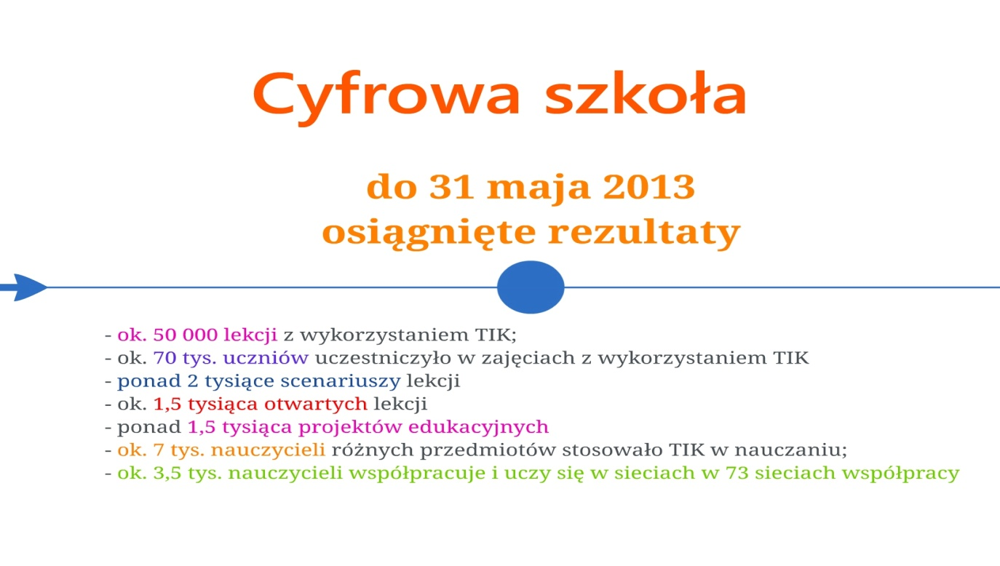 Cyfrowa szkoła
do 31 maja 2013
osiągnięte rezultaty
- ok. 50 000 lekcji z wykorzystaniem TIK;
- ok. 70 tys. uczniów uczestniczyło w zajęciach z wykorzystaniem TIK
- ponad 2 tysiące scenariuszy lekcji
- ok. 1,5 tysiąca otwartych lekcji
- ponad 1,5 tysiąca projektów edukacyjnych
- ok. 7 tys. nauczycieli różnych przedmiotów stosowało TIK w nauczaniu;
- ok. 3,5 tys. nauczycieli współpracuje i uczy się w sieciach w 73 sieciach współpracy